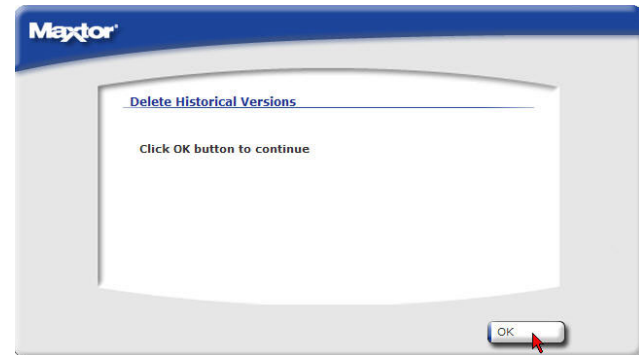 Maxtor
Delete Historical Versions
Click OK button to continue
OK